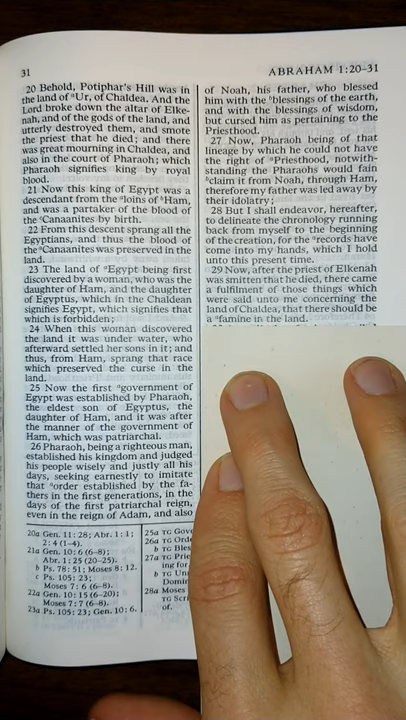 31
ABRAHAM 1:20–31
20 Behold, Potiphar's Hill was in
the land of ᵃUr, of Chaldea. And the
Lord broke down the altar of Elke-
nah, and of the gods of the land, and
utterly destroyed them, and smote
the priest that he died; and there
was great mourning in Chaldea, and
also in the court of Pharaoh; which
Pharaoh signifies king by royal
blood.
21 Now this king of Egypt was a
descendant from the ᵃloins of ᵇHam,
and was a partaker of the blood of
the ᶜCanaanites by birth.
22 From this descent sprang all the
Egyptians, and thus the blood of
the ᵃCanaanites was preserved in the
land.
23 The land of ᵃEgypt being first
discovered by a woman, who was the
daughter of Ham, and the daughter
of Egyptus, which in the Chaldean
signifies Egypt, which signifies that
which is forbidden;
24 When this woman discovered
the land it was under water, who
afterward settled her sons in it; and
thus, from Ham, sprang that race
which preserved the curse in the
land.
25 Now the first ᵃgovernment of
Egypt was established by Pharaoh,
the eldest son of Egyptus, the
daughter of Ham, and it was after
the manner of the government of
Ham, which was patriarchal.
26 Pharaoh, being a righteous man,
established his kingdom and judged
his people wisely and justly all his
days, seeking earnestly to imitate
that ᵃorder established by the fa-
thers in the first generations, in the
days of the first patriarchal reign,
even in the reign of Adam, and also
of Noah, his father, who blessed
him with the ᵇblessings of the earth,
and with the blessings of wisdom,
but cursed him as pertaining to the
Priesthood.
27 Now, Pharaoh being of that
lineage by which he could not have
the right of ᵃPriesthood, notwith-
standing the Pharaohs would fain
ᵇclaim it from Noah, through Ham,
therefore my father was led away by
their idolatry;
28 But I shall endeavor, hereafter,
to delineate the chronology running
back from myself to the beginning
of the creation, for the ᵃrecords have
come into my hands, which I hold
unto this present time.
29 Now, after the priest of Elkenah
was smitten that he died, there came
a fulfilment of those things which
were said unto me concerning the
land of Chaldea, that there should be
a ᵃfamine in the land.
20a Gen. 11:28; Abr. 1:1;
2:4 (1–4).
21a Gen. 10:6 (6–8);
Abr. 1:25 (20–25).
b Ps. 78:51; Moses 8:12.
c Ps. 105:23;
Moses 7:6 (6–8).
22a Gen. 10:15 (6–20);
Moses 7:7 (6–8).
23a Ps. 105:23; Gen. 10:6.
25a TG Gove
26a TG Orde
b TG Bles
27a TG Prie
ing for
b TG Un
Domin
28a Moses
TG Scri
of.